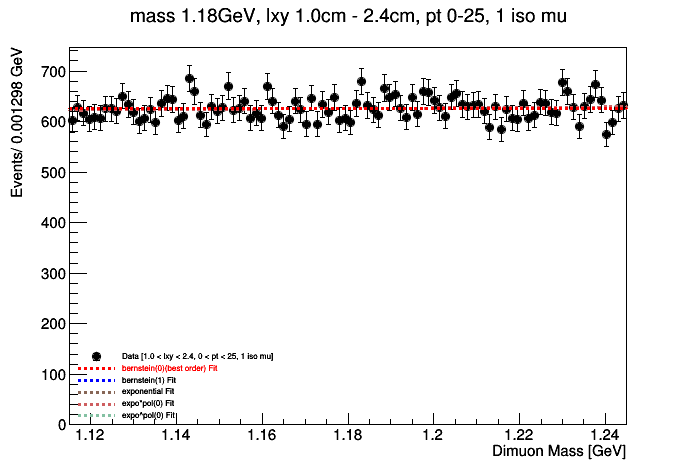 mass 1.18GeV, lxy 1.0cm - 2.4cm, pt 0-25, 1 iso mu
Events/ 0.001298 GeV
700
600
500
400
300
200
100
0
Data [1.0 < lxy < 2.4, 0 < pt < 25, 1 iso mu]
bernstein(0)(best order) Fit
bernstein(1) Fit
exponential Fit
expo*pol(0) Fit
expo^pol(0) Fit
1.12 1.14 1.16 1.18 1.2 1.22 1.24
Dimuon Mass [GeV]